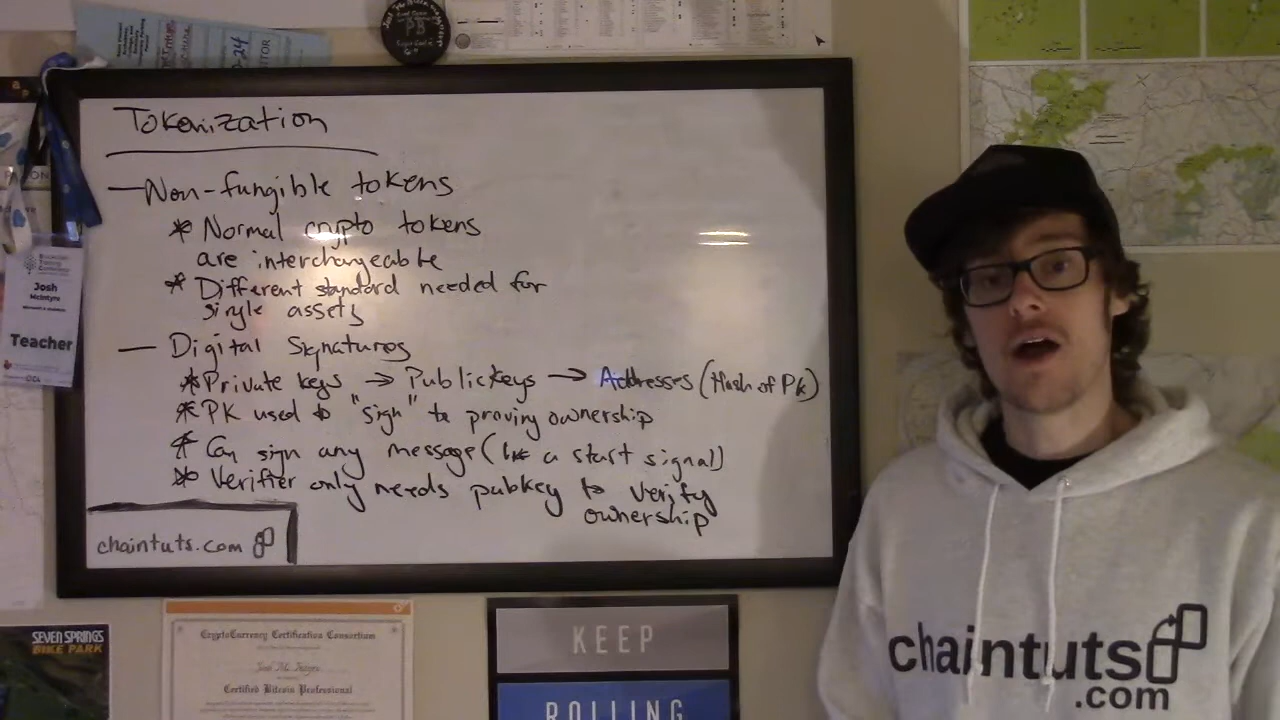 Tokenization
— Non-fungible tokens
* Normal crypto tokens
are interchangeable
* Different standard needed for
single assets
— Digital Signatures
* Private keys → Public Keys → Addresses (Hash of PK)
* PK used to "sign" to proving ownership
* Can sign any message (like a start signal)
* Verifier only needs pubkey to verify
ownership
chaintuts.com
Josh
McIntyre
Teacher
SEVEN SPRINGS
BIKE PARK
CryptoCurrency Certification Consortium
Certified Bitcoin Professional
KEEP
ROLLING
chaintuts
.com